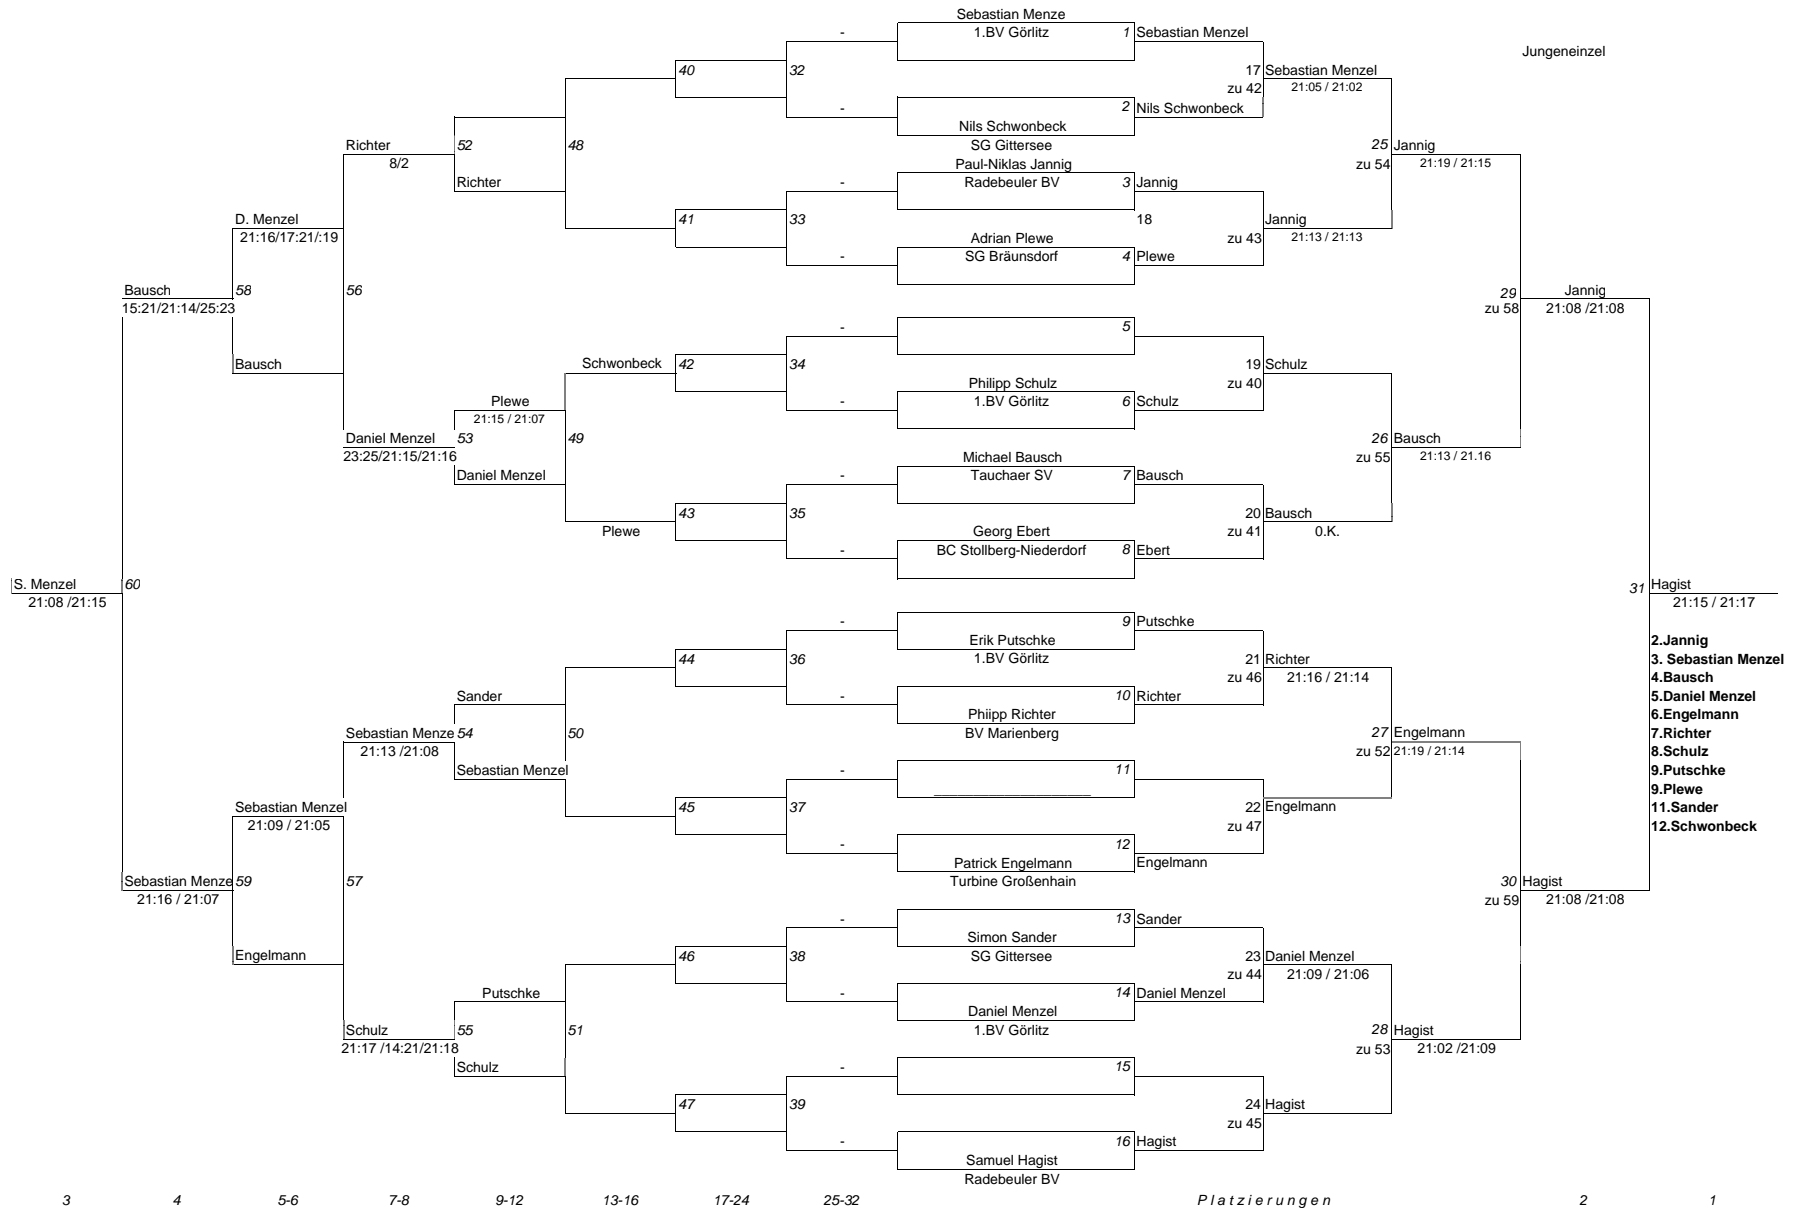 Sebastian Menze
- 1.BV Görlitz 1 Sebastian Menzel
Jungeneinzel
40 32 17 Sebastian Menzel
zu 42 21:05 / 21:02
- 2 Nils Schwonbeck
Nils Schwonbeck
Richter 52 48 SG Gittersee 25 Jannig
8/2 Paul-Niklas Jannig zu 54 21:19 / 21:15
Richter - Radebeuler BV 3 Jannig
D. Menzel 41 33 18 Jannig
21:16/17:21/:19 Adrian Plewe zu 43 21:13 / 21:13
- SG Bräunsdorf 4 Plewe
Bausch 58 56 29 Jannig
15:21/21:14/25:23 zu 58 21:08 /21:08
- 5
Bausch Schwonbeck 42 34 19 Schulz
Philipp Schulz zu 40
Plewe - 1.BV Görlitz 6 Schulz
21:15 / 21:07
Daniel Menzel 53 49 26 Bausch
23:25/21:15/21:16 Michael Bausch zu 55 21:13 / 21.16
Daniel Menzel - Tauchaer SV 7 Bausch
43 35 20 Bausch
Plewe Georg Ebert zu 41 0.K.
- BC Stollberg-Niederdorf 8 Ebert
S. Menzel 60 31 Hagist
21:08 /21:15 21:15 / 21:17
- 9 Putschke
Erik Putschke 2.Jannig
44 36 1.BV Görlitz 21 Richter 3. Sebastian Menzel
zu 46 21:16 / 21:14 4.Bausch
Sander - 10 Richter 5.Daniel Menzel
Phiipp Richter 6.Engelmann
Sebastian Menze 54 50 BV Marienberg 27 Engelmann 7.Richter
21:13 /21:08 zu 52 21:19 / 21:14 8.Schulz
Sebastian Menzel - 11 9.Putschke
9.Plewe
Sebastian Menzel 45 37 22 Engelmann 11.Sander
21:09 / 21:05 zu 47 12.Schwonbeck
- 12
Patrick Engelmann Engelmann
Sebastian Menze 59 57 Turbine Großenhain 30 Hagist
21:16 / 21:07 zu 59 21:08 /21:08
- 13 Sander
Simon Sander
Engelmann 46 38 SG Gittersee 23 Daniel Menzel
zu 44 21:09 / 21:06
Putschke - 14 Daniel Menzel
Daniel Menzel
Schulz 55 51 1.BV Görlitz 28 Hagist
21:17 /14:21/21:18 zu 53 21:02 /21:09
Schulz - 15
47 39 24 Hagist
zu 45
- 16 Hagist
Samuel Hagist
Radebeuler BV
3 4 5-6 7-8 9-12 13-16 17-24 25-32 Platzierungen 2 1